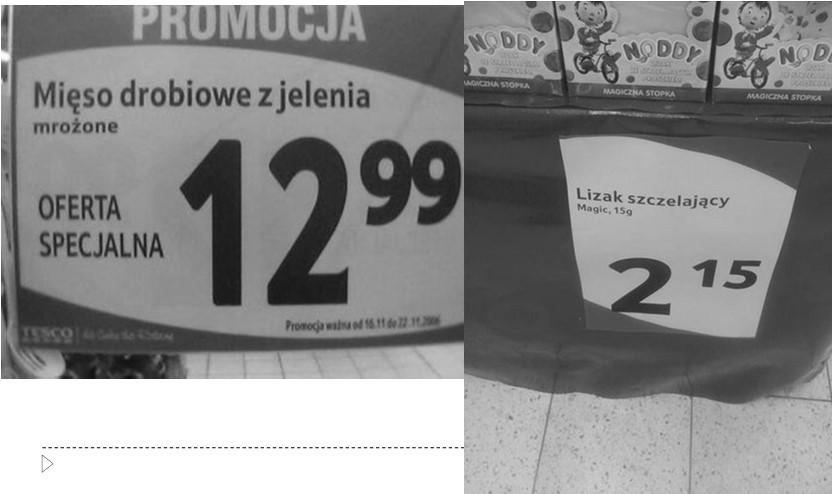 PROMOCJA
Mięso drobiowe z jelenia
mrożone
OFERTA
SPECJALNA
12 99
Promocja ważna od 16.11 do 22.11.2006
TESCO
NODDY
NODDY
NODDY
MAGICZNA STOPKA
MAGICZNA STOPKA
MAGICZNA STOPKA
Lizak szczelający
Magic, 15g
2 15